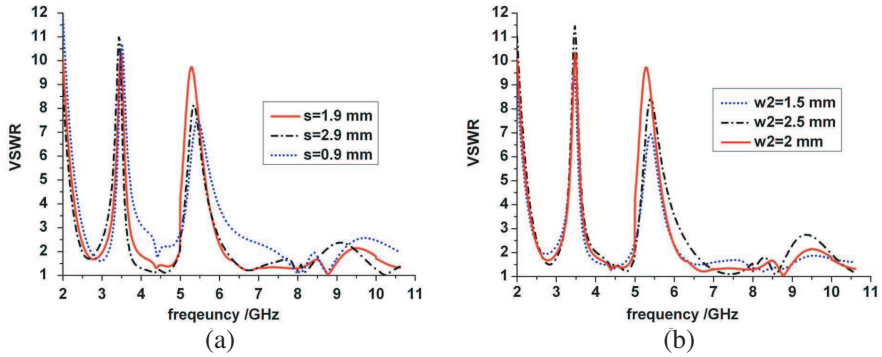 12
11
10
9
8
7
6
5
4
3
2
1
VSWR
s=1.9 mm
s=2.9 mm
s=0.9 mm
2 3 4 5 6 7 8 9 10 11
freqeuncy /GHz
(a)
12
11
10
9
8
7
6
5
4
3
2
1
VSWR
w2=1.5 mm
w2=2.5 mm
w2=2 mm
2 3 4 5 6 7 8 9 10 11
frequency /GHz
(b)